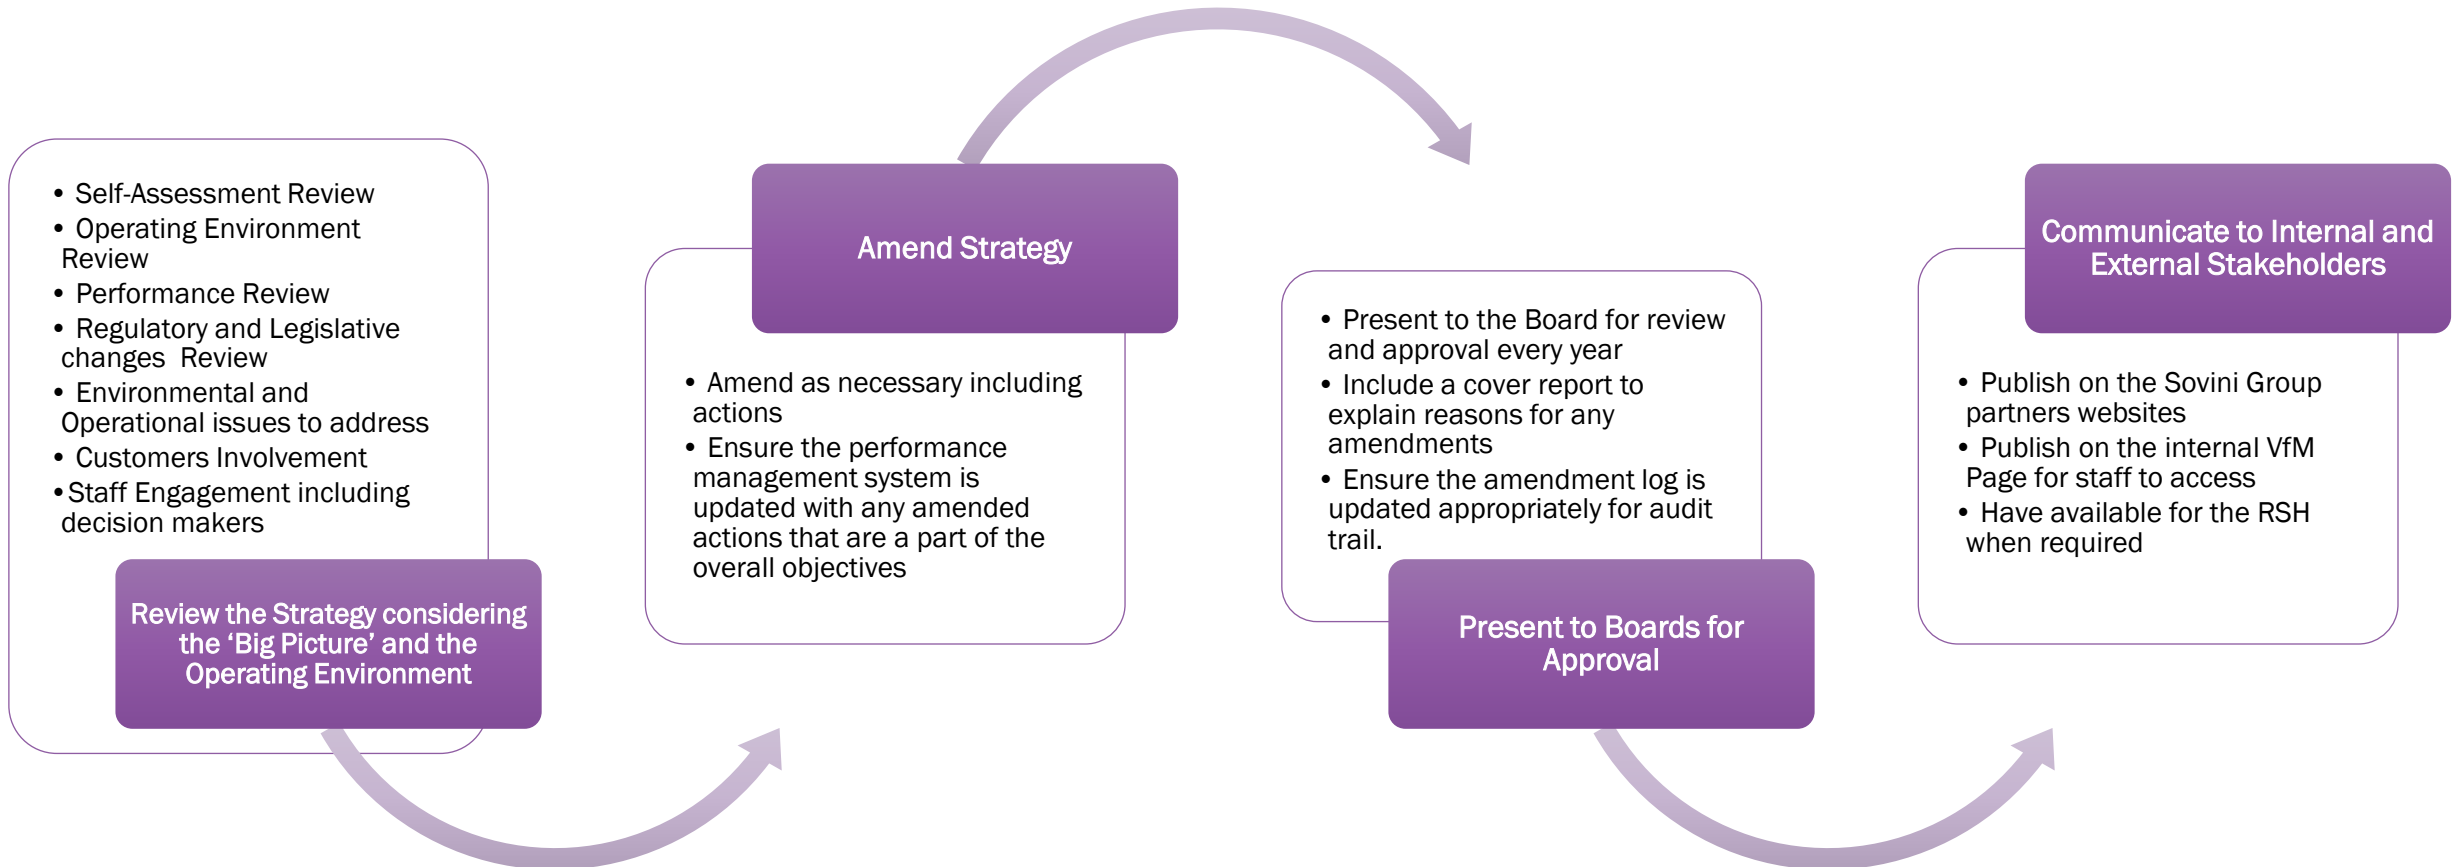 • Self-Assessment Review
• Operating Environment
Review
• Performance Review
• Regulatory and Legislative
changes  Review
• Environmental and
Operational issues to address
• Customers Involvement
•Staff Engagement including
decision makers
Review the Strategy considering
the ‘Big Picture’ and the
Operating Environment
Amend Strategy
• Amend as necessary including
actions
• Ensure the performance
management system is
updated with any amended
actions that are a part of the
overall objectives
• Present to the Board for review
and approval every year
• Include a cover report to
explain reasons for any
amendments
• Ensure the amendment log is
updated appropriately for audit
trail.
Present to Boards for
Approval
Communicate to Internal and
External Stakeholders
• Publish on the Sovini Group
partners websites
• Publish on the internal VfM
Page for staff to access
• Have available for the RSH
when required